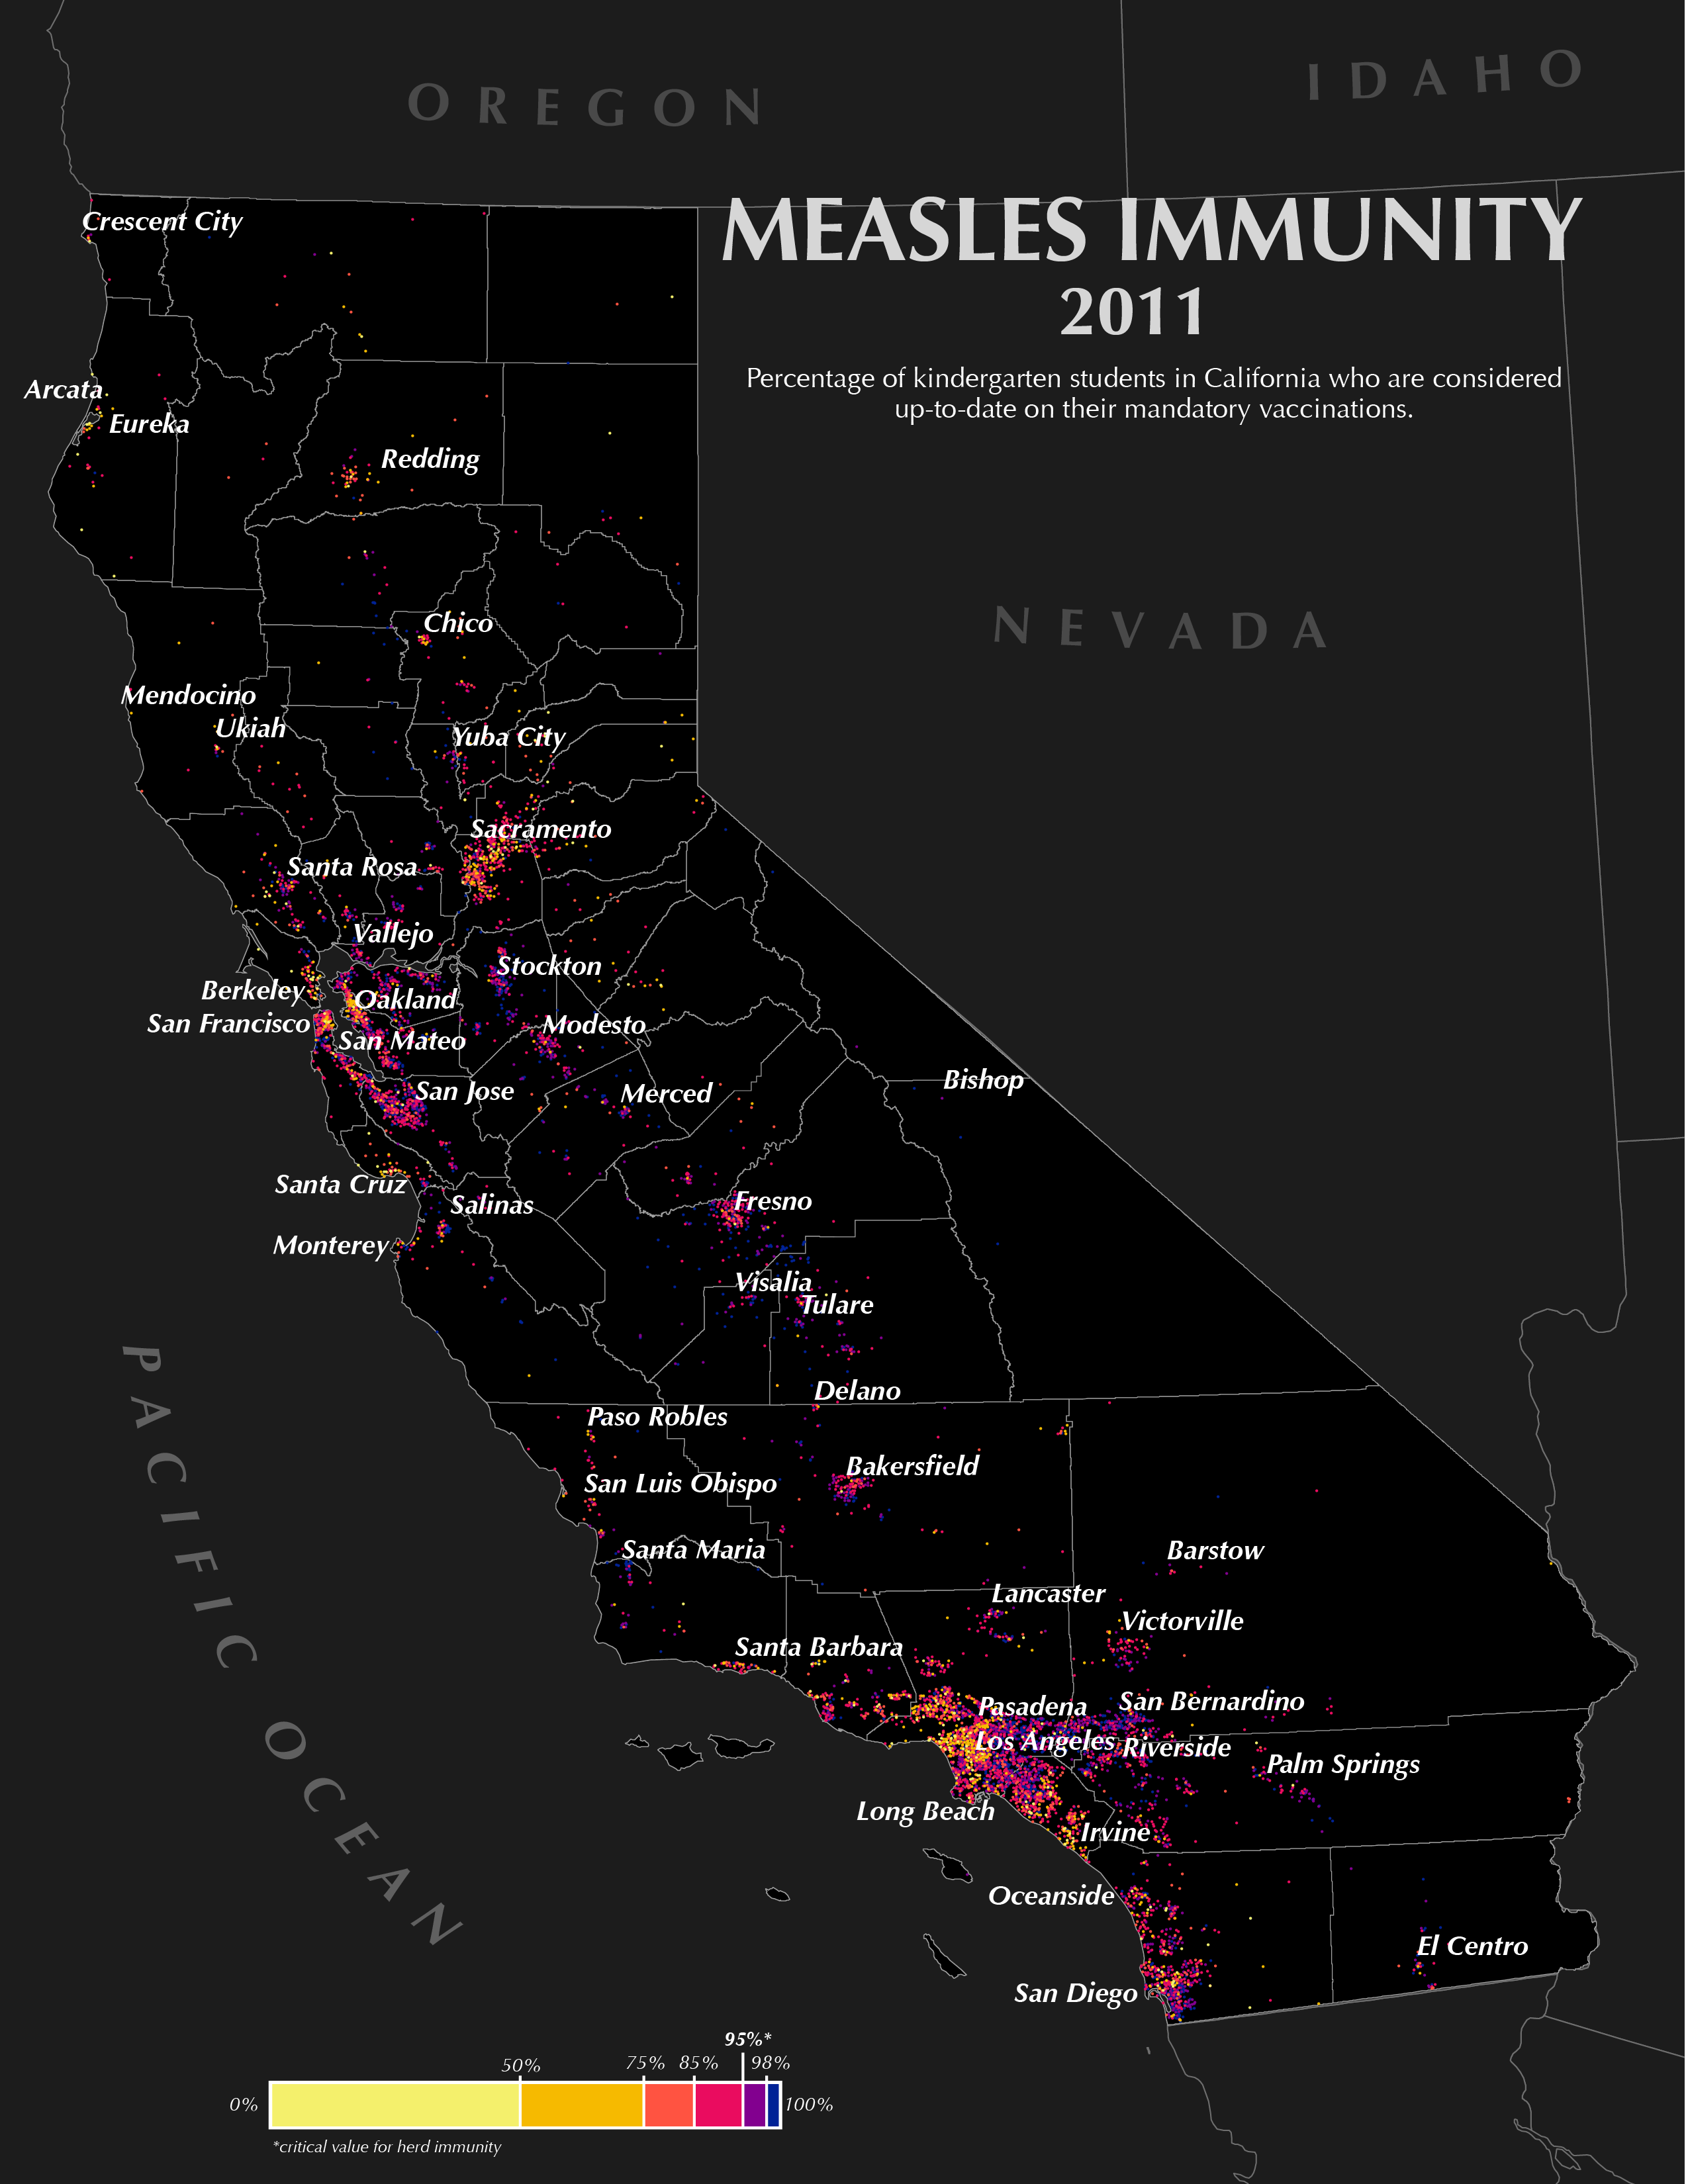 OREGON
IDAHO
MEASLES IMMUNITY
2011
Percentage of kindergarten students in California who are considered
up-to-date on their mandatory vaccinations.
NEVADA
Crescent City
Arcata
Eureka
Redding
Chico
Mendocino
Ukiah
Yuba City
Sacramento
Santa Rosa
Vallejo
Stockton
Berkeley
Oakland
San Francisco
Modesto
San Mateo
Bishop
San Jose
Merced
Santa Cruz
Salinas
Fresno
Monterey
Visalia
Tulare
Delano
Paso Robles
Bakersfield
San Luis Obispo
Santa Maria
Barstow
Lancaster
Victorville
Santa Barbara
Pasadena
San Bernardino
Los Angeles
Riverside
Palm Springs
Long Beach
Irvine
Oceanside
El Centro
San Diego
PACIFIC OCEAN
95%*
50%
75%
85%
98%
0%
100%
*critical value for herd immunity